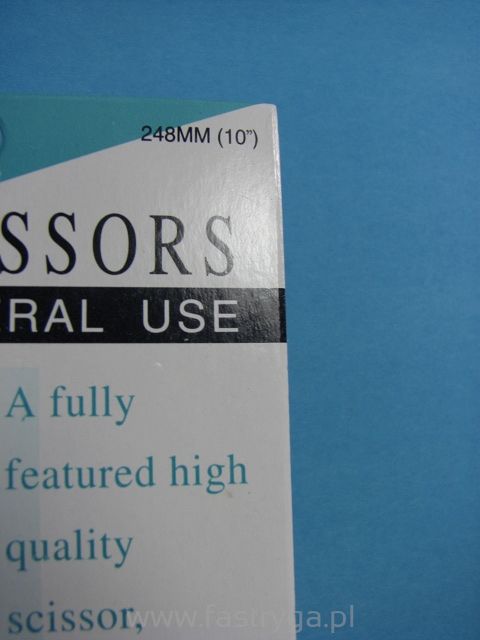 248MM (10")
SSORS
RAL USE
A fully
featured high
quality
scissor,
www.fastryga.pl